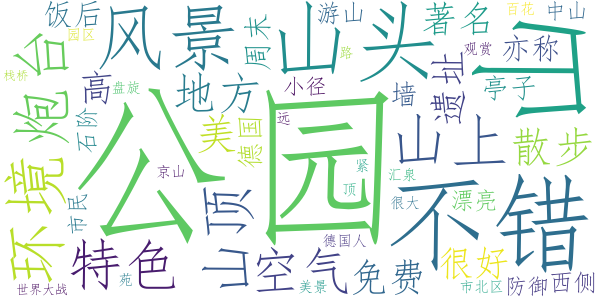 饭后
风景
游山
著名
百花
中山
园区
周末
山头
路
观赏
亦称
山
栈桥
炮台
高
盘旋
地方
小径
墙
遗址
亭子
石阶
公园
美
德国
远
山上
散步
环境
市民
京山
紧
顶
汇泉
不错
山顶
很大
漂亮
特色
苑
空气
德国人
免费
很好
世界大战
美景
市北区
防御
西侧